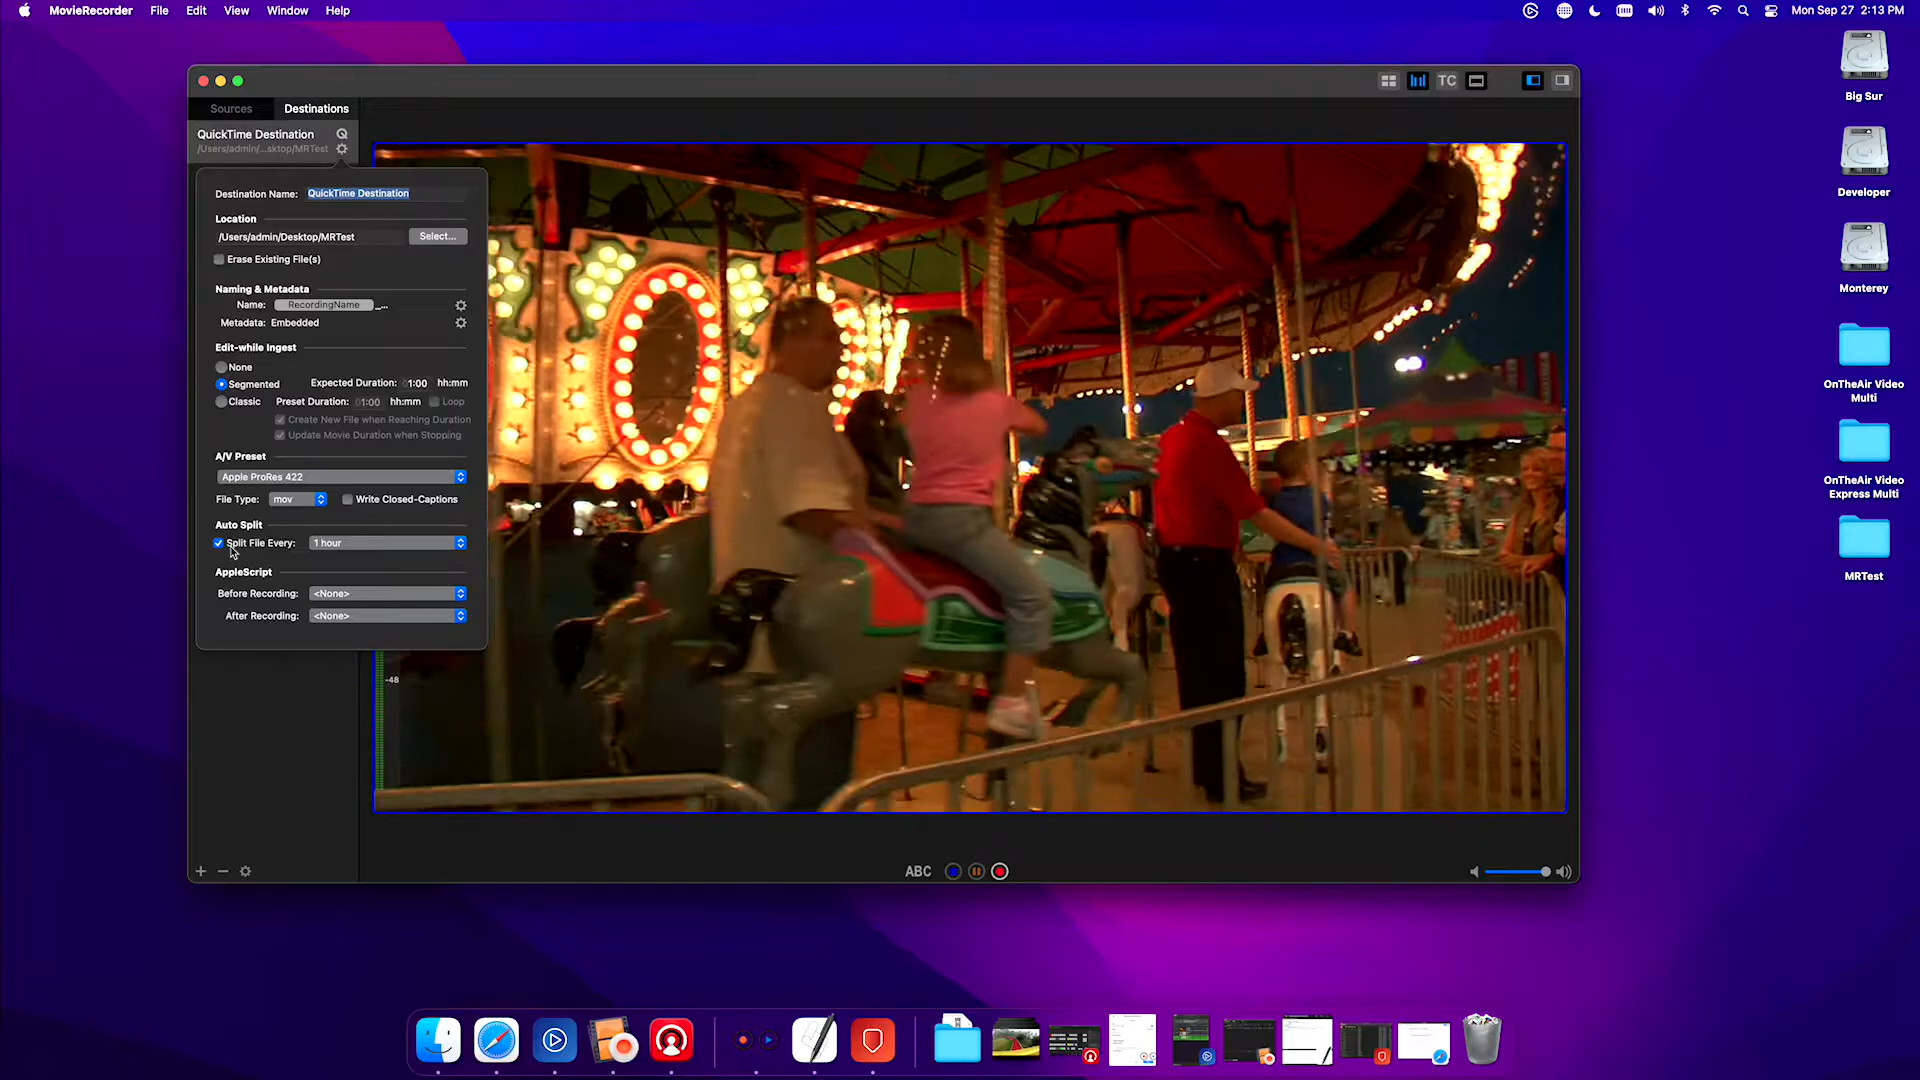 MovieRecorder File Edit View Window Help
Mon Sep 27 2:13 PM
TC
Sources Destinations
QuickTime Destination
/Users/admin/...sktop/MRTest
Destination Name: QuickTime Destination
Location
/Users/admin/Desktop/MRTest Select...
Erase Existing File(s)
Naming & Metadata
Name: RecordingName _...
Metadata: Embedded
Edit-while Ingest
None
Segmented Expected Duration: 01:00 hh:mm
Classic Preset Duration: 01:00 hh:mm Loop
Create New File when Reaching Duration
Update Movie Duration when Stopping
A/V Preset
Apple ProRes 422
File Type: mov Write Closed-Captions
Auto Split
Split File Every: 1 hour
AppleScript
Before Recording: <None>
After Recording: <None>
-48
ABC
Big Sur
Developer
Monterey
OnTheAir Video
Multi
OnTheAir Video
Express Multi
MRTest